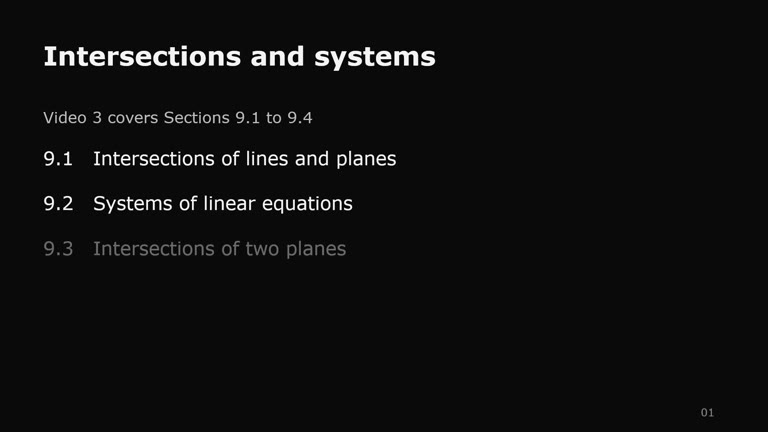 Intersections and systems
Video 3 covers Sections 9.1 to 9.4
9.1 Intersections of lines and planes
9.2 Systems of linear equations
9.3 Intersections of two planes
01